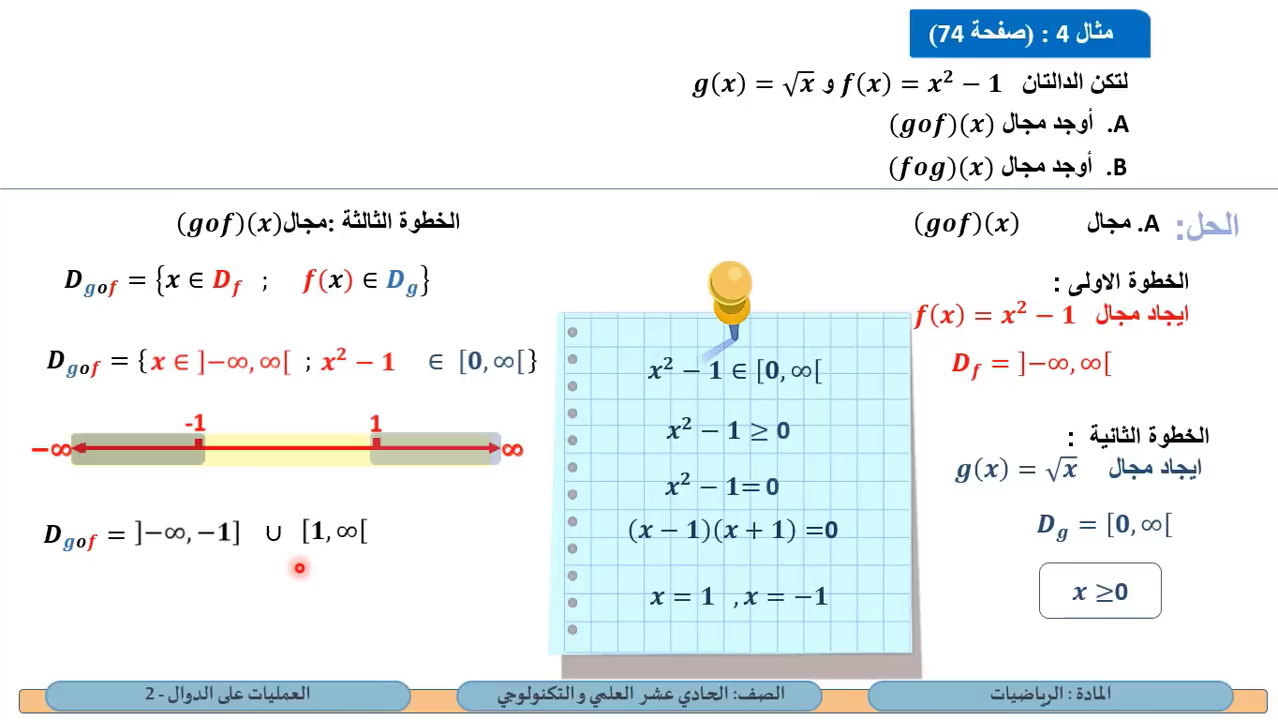 مثال 4 : (صفحة 74)
لتكن الدالتان f(x) = x² − 1 و g(x) = √x
A. أوجد مجال (gof)(x)
B. أوجد مجال (fog)(x)
الحل:
A. مجال (gof)(x)
الخطوة الاولى :
ايجاد مجال f(x) = x² − 1
D_f = ]−∞, ∞[
الخطوة الثانية :
ايجاد مجال g(x) = √x
D_g = [0, ∞[
x ≥0
x² − 1 ∈ [0, ∞[
x² − 1 ≥ 0
x² − 1= 0
(x − 1)(x + 1) =0
x = 1 , x = −1
الخطوة الثالثة :مجال(gof)(x)
D_gof = {x ∈ D_f ; f(x) ∈ D_g}
D_gof = { x ∈ ]−∞, ∞[ ; x² − 1 ∈ [0, ∞[ }
-1 1
−∞ ∞
D_gof = ]−∞, −1] ∪ [1, ∞[
المادة : الرياضيات
الصف: الحادي عشر العلمي و التكنولوجي
العمليات على الدوال - 2